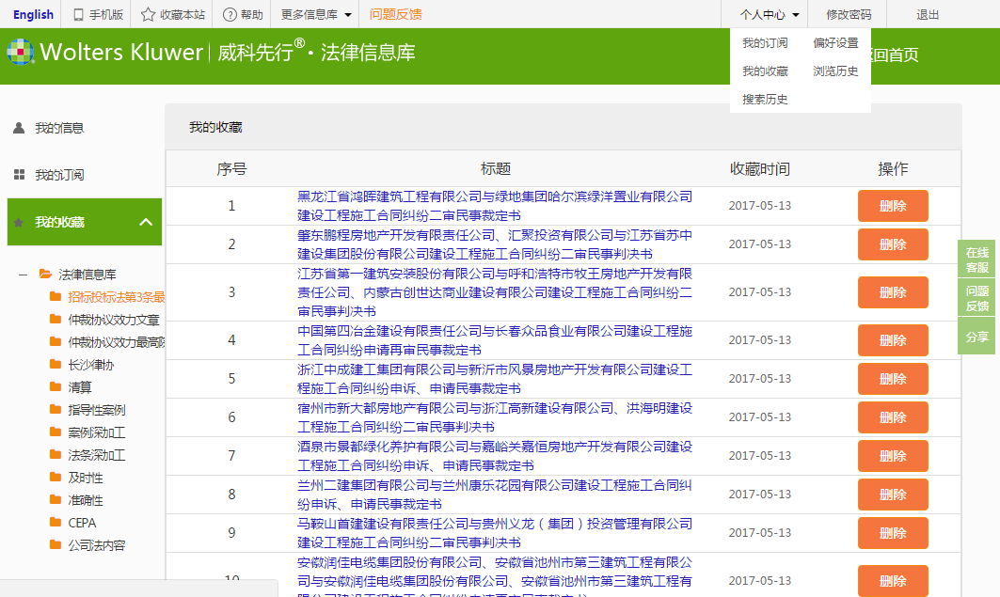 English 手机版 收藏本站 帮助 更多信息库 问题反馈 个人中心 修改密码 退出
Wolters Kluwer 威科先行®·法律信息库 回首页
我的订阅 偏好设置
我的收藏 浏览历史
搜索历史
我的信息
我的订阅
我的收藏
法律信息库
招标投标法第3条最
仲裁协议效力文章
仲裁协议效力最高院
长沙律协
清算
指导性案例
案例深加工
法条深加工
及时性
准确性
CEPA
公司法内容
我的收藏
序号 标题 收藏时间 操作
1 黑龙江省鸿晖建筑工程有限公司与绿地集团哈尔滨绿洋置业有限公司 2017-05-13 删除
建设工程施工合同纠纷二审民事裁定书
2 肇东鹏程房地产开发有限责任公司、汇聚投资有限公司与江苏省苏中 2017-05-13 删除
建设集团股份有限公司建设工程施工合同纠纷二审民事判决书
江苏省第一建筑安装股份有限公司与呼和浩特市牧王房地产开发有限
3 责任公司、内蒙古创世达商业建设有限公司建设工程施工合同纠纷二 2017-05-13 删除
审民事判决书
4 中国第四冶金建设有限责任公司与长春众品食业有限公司建设工程施 2017-05-13 删除
工合同纠纷申请再审民事裁定书
5 浙江中成建工集团有限公司与新沂市风景房地产开发有限公司建设工 2017-05-13 删除
程施工合同纠纷申诉、申请民事裁定书
6 宿州市新大都房地产有限公司与浙江高新建设有限公司、洪海明建设 2017-05-13 删除
工程施工合同纠纷二审民事判决书
7 酒泉市景都绿化养护有限公司与嘉峪关嘉恒房地产开发有限公司建设 2017-05-13 删除
工程施工合同纠纷申诉、申请民事裁定书
8 兰州二建集团有限公司与兰州康乐花园有限公司建设工程施工合同纠 2017-05-13 删除
纷申诉、申请民事裁定书
9 马鞍山首建建设有限责任公司与贵州义龙（集团）投资管理有限公司 2017-05-13 删除
建设工程施工合同纠纷二审民事判决书
安徽润佳电缆集团股份有限公司、安徽省池州市第三建筑工程有限公
10 司与安徽润佳电缆集团股份有限公司、安徽省池州市第三建筑工程有 2017-05-13 删除
在线
客服
问题
反馈
分享